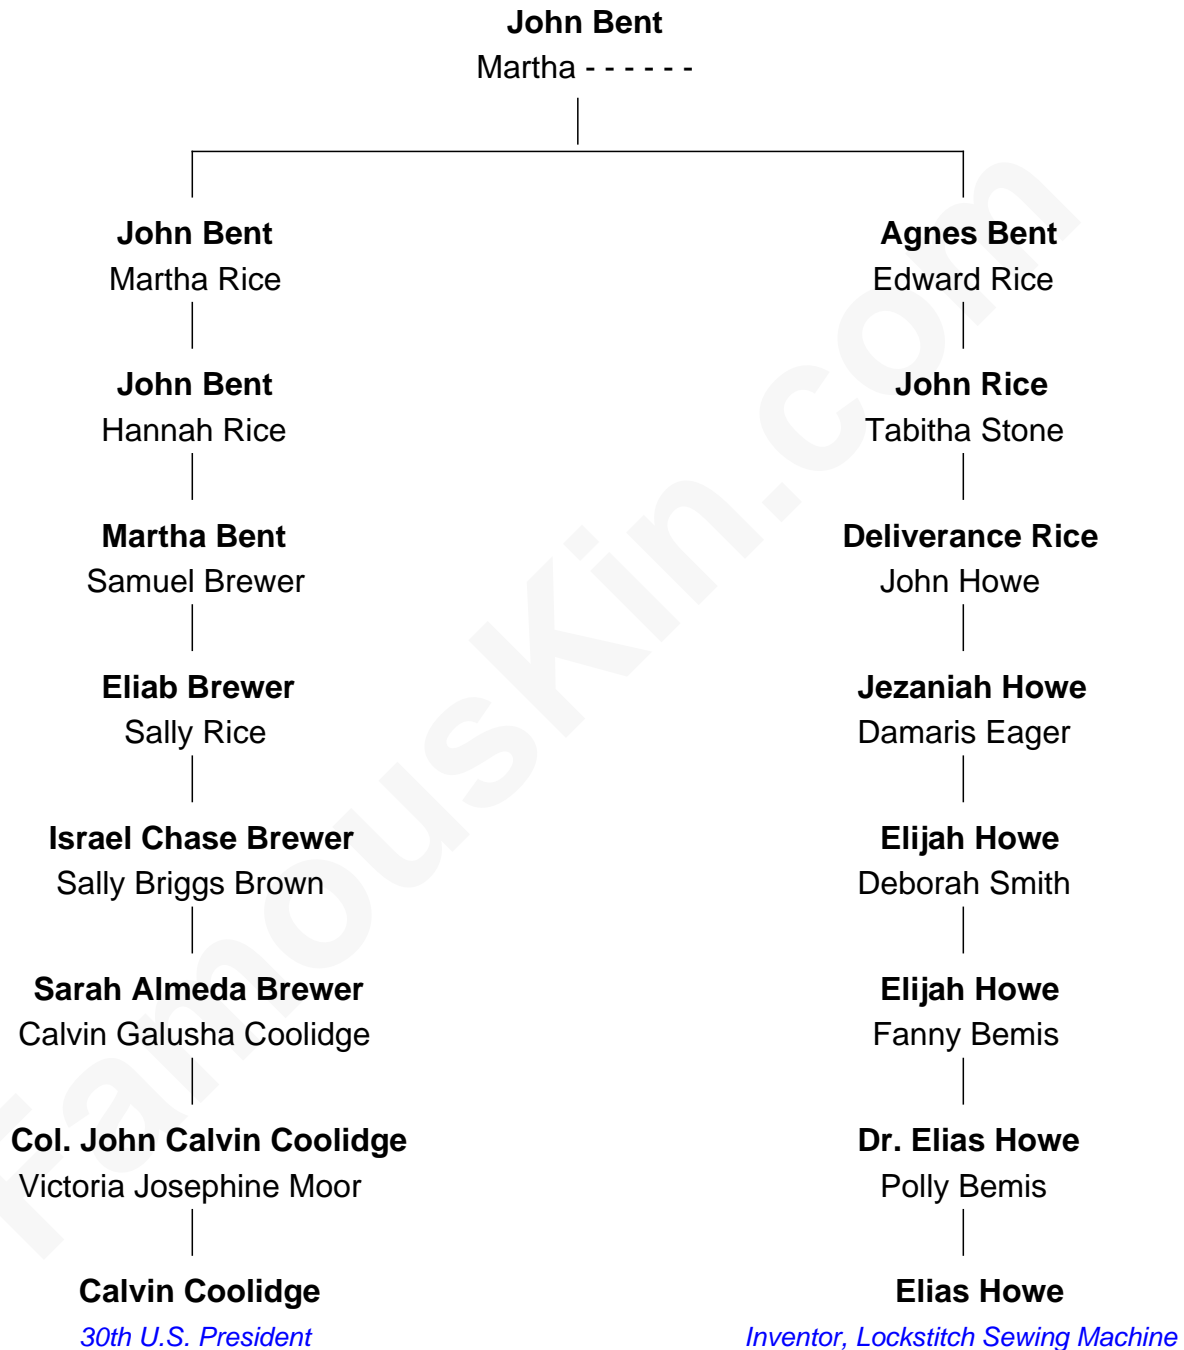 John Bent
Martha - - - - - -
John Bent
Martha Rice
Agnes Bent
Edward Rice
John Bent
Hannah Rice
John Rice
Tabitha Stone
Martha Bent
Samuel Brewer
Deliverance Rice
John Howe
Eliab Brewer
Sally Rice
Jezaniah Howe
Damaris Eager
Israel Chase Brewer
Sally Briggs Brown
Elijah Howe
Deborah Smith
Sarah Almeda Brewer
Calvin Galusha Coolidge
Elijah Howe
Fanny Bemis
Col. John Calvin Coolidge
Victoria Josephine Moor
Dr. Elias Howe
Polly Bemis
Calvin Coolidge
30th U.S. President
Elias Howe
Inventor, Lockstitch Sewing Machine
FamousKin.com